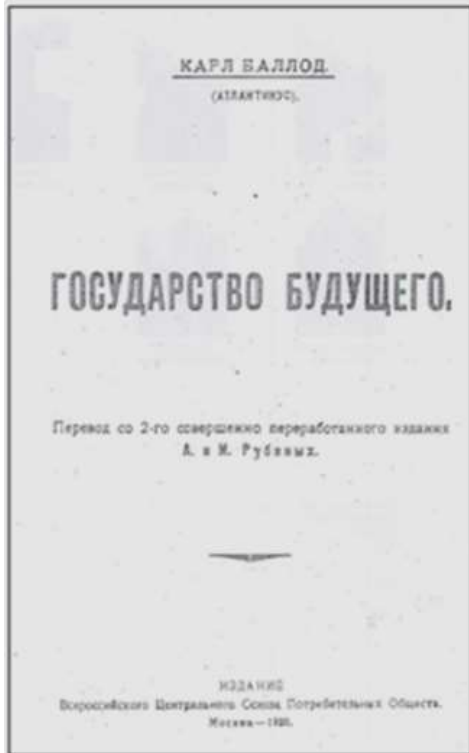 КАРЛ БАЛЛОД.
(АТЛАНТИКУС).
ГОСУДАРСТВО БУДУЩЕГО.
Перевод со 2-го совершенно переработанного издания
А. и М. Рубиных.
ИЗДАНИЕ
Всероссийского Центрального Союза Потребительных Обществ.
Москва—